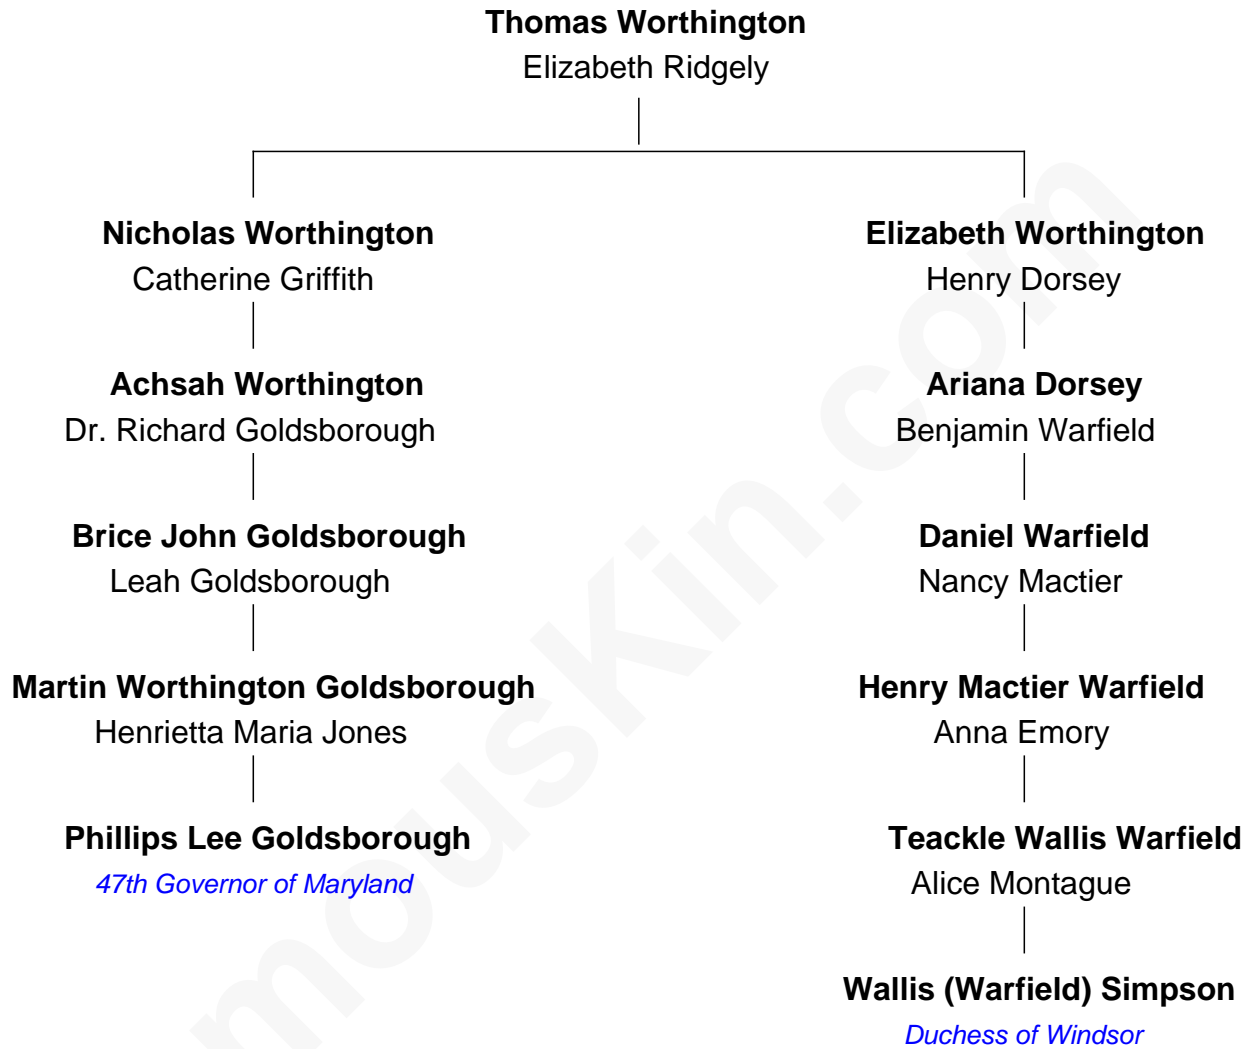 Thomas Worthington
Elizabeth Ridgely
Nicholas Worthington
Catherine Griffith
Elizabeth Worthington
Henry Dorsey
Achsah Worthington
Dr. Richard Goldsborough
Ariana Dorsey
Benjamin Warfield
Brice John Goldsborough
Leah Goldsborough
Daniel Warfield
Nancy Mactier
Martin Worthington Goldsborough
Henrietta Maria Jones
Henry Mactier Warfield
Anna Emory
Phillips Lee Goldsborough
47th Governor of Maryland
Teackle Wallis Warfield
Alice Montague
Wallis (Warfield) Simpson
Duchess of Windsor
mousKin.com